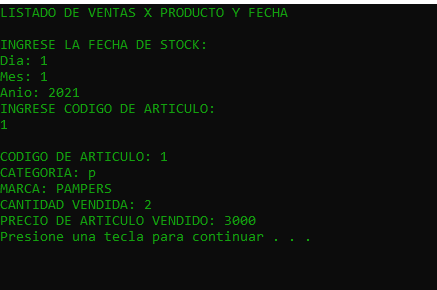 LISTADO DE VENTAS X PRODUCTO Y FECHA
INGRESE LA FECHA DE STOCK:
Dia: 1
Mes: 1
Anio: 2021
INGRESE CODIGO DE ARTICULO:
1
CODIGO DE ARTICULO: 1
CATEGORIA: p
MARCA: PAMPERS
CANTIDAD VENDIDA: 2
PRECIO DE ARTICULO VENDIDO: 3000
Presione una tecla para continuar . . .